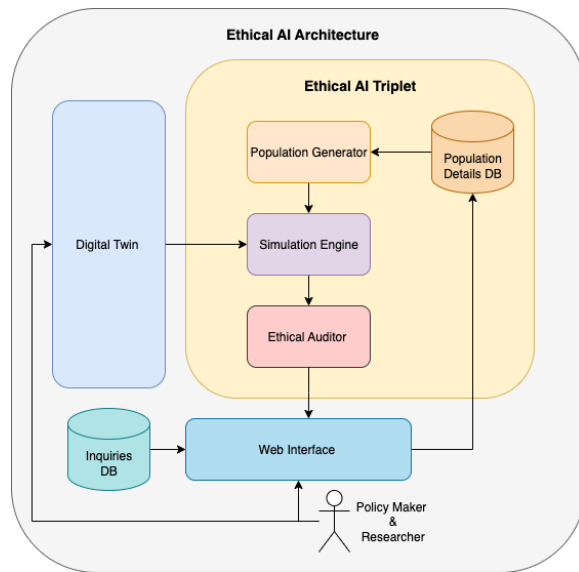 Ethical AI Architecture
Ethical AI Triplet
Population Generator
Population
Details DB
Digital Twin
Simulation Engine
Ethical Auditor
Inquiries
DB
Web Interface
Policy Maker
&
Researcher